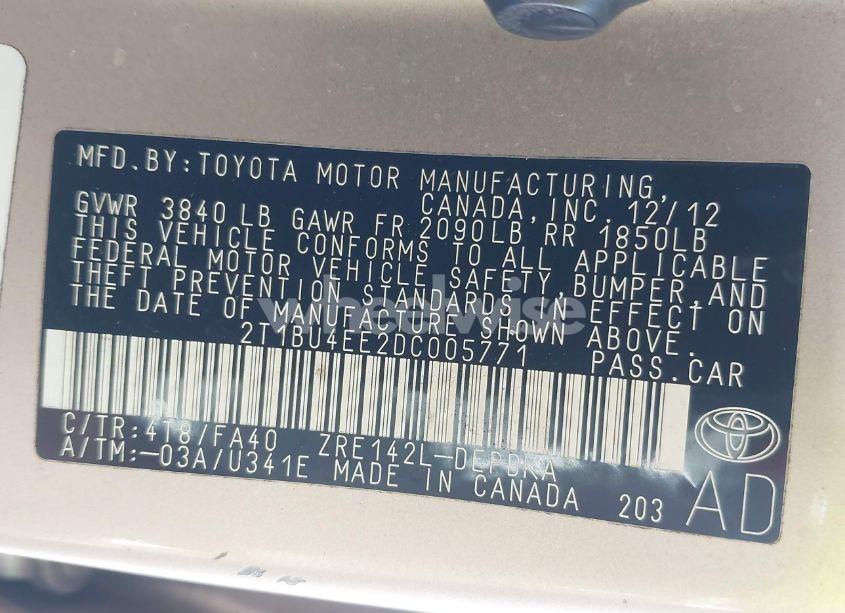 MFD.BY:TOYOTA MOTOR MANUFACTURING,
CANADA,INC. 12/12
GVWR 3840 LB GAWR FR 2090LB RR 1850LB
THIS VEHICLE CONFORMS TO ALL APPLICABLE
FEDERAL MOTOR VEHICLE SAFETY,BUMPER,AND
THEFT PREVENTION STANDARDS IN EFFECT ON
THE DATE OF MANUFACTURE SHOWN ABOVE.
wheelwise
2T1BU4EE2DC005771 PASS.CAR
C/TR:4T8/FA40 ZRE142L-DEPDKA
A/TM:-03A/U341E MADE IN CANADA 203
AD